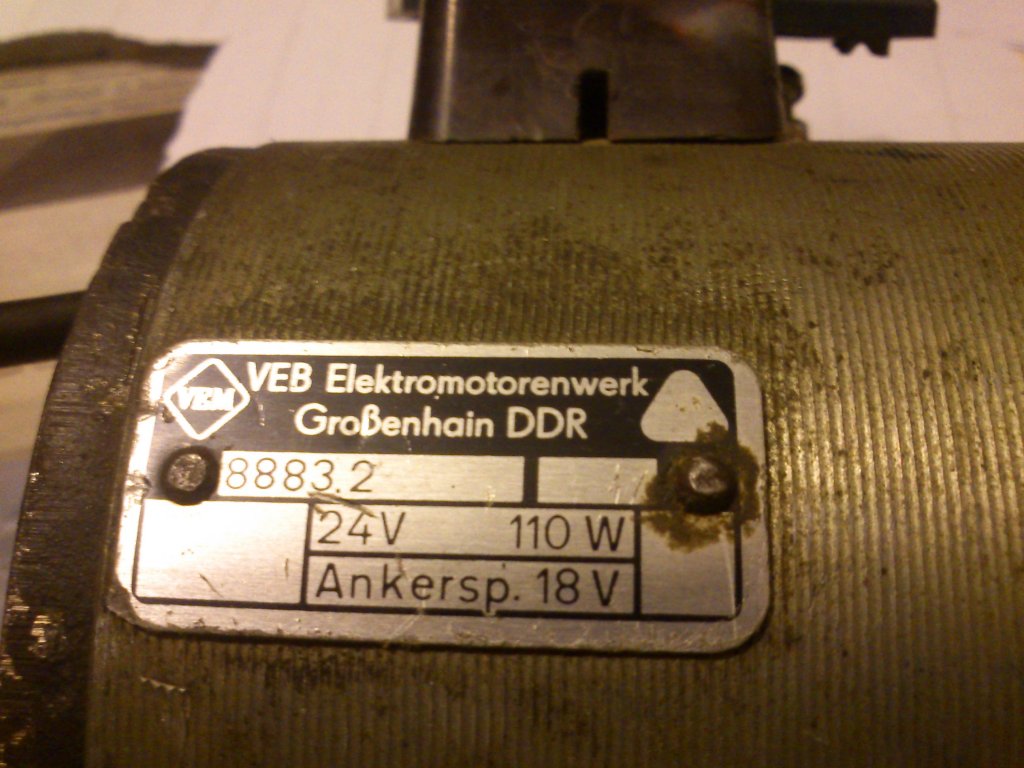 VEM
VEB Elektromotorenwerk
Großenhain DDR
8883.2
24V 110 W
Ankersp. 18 V